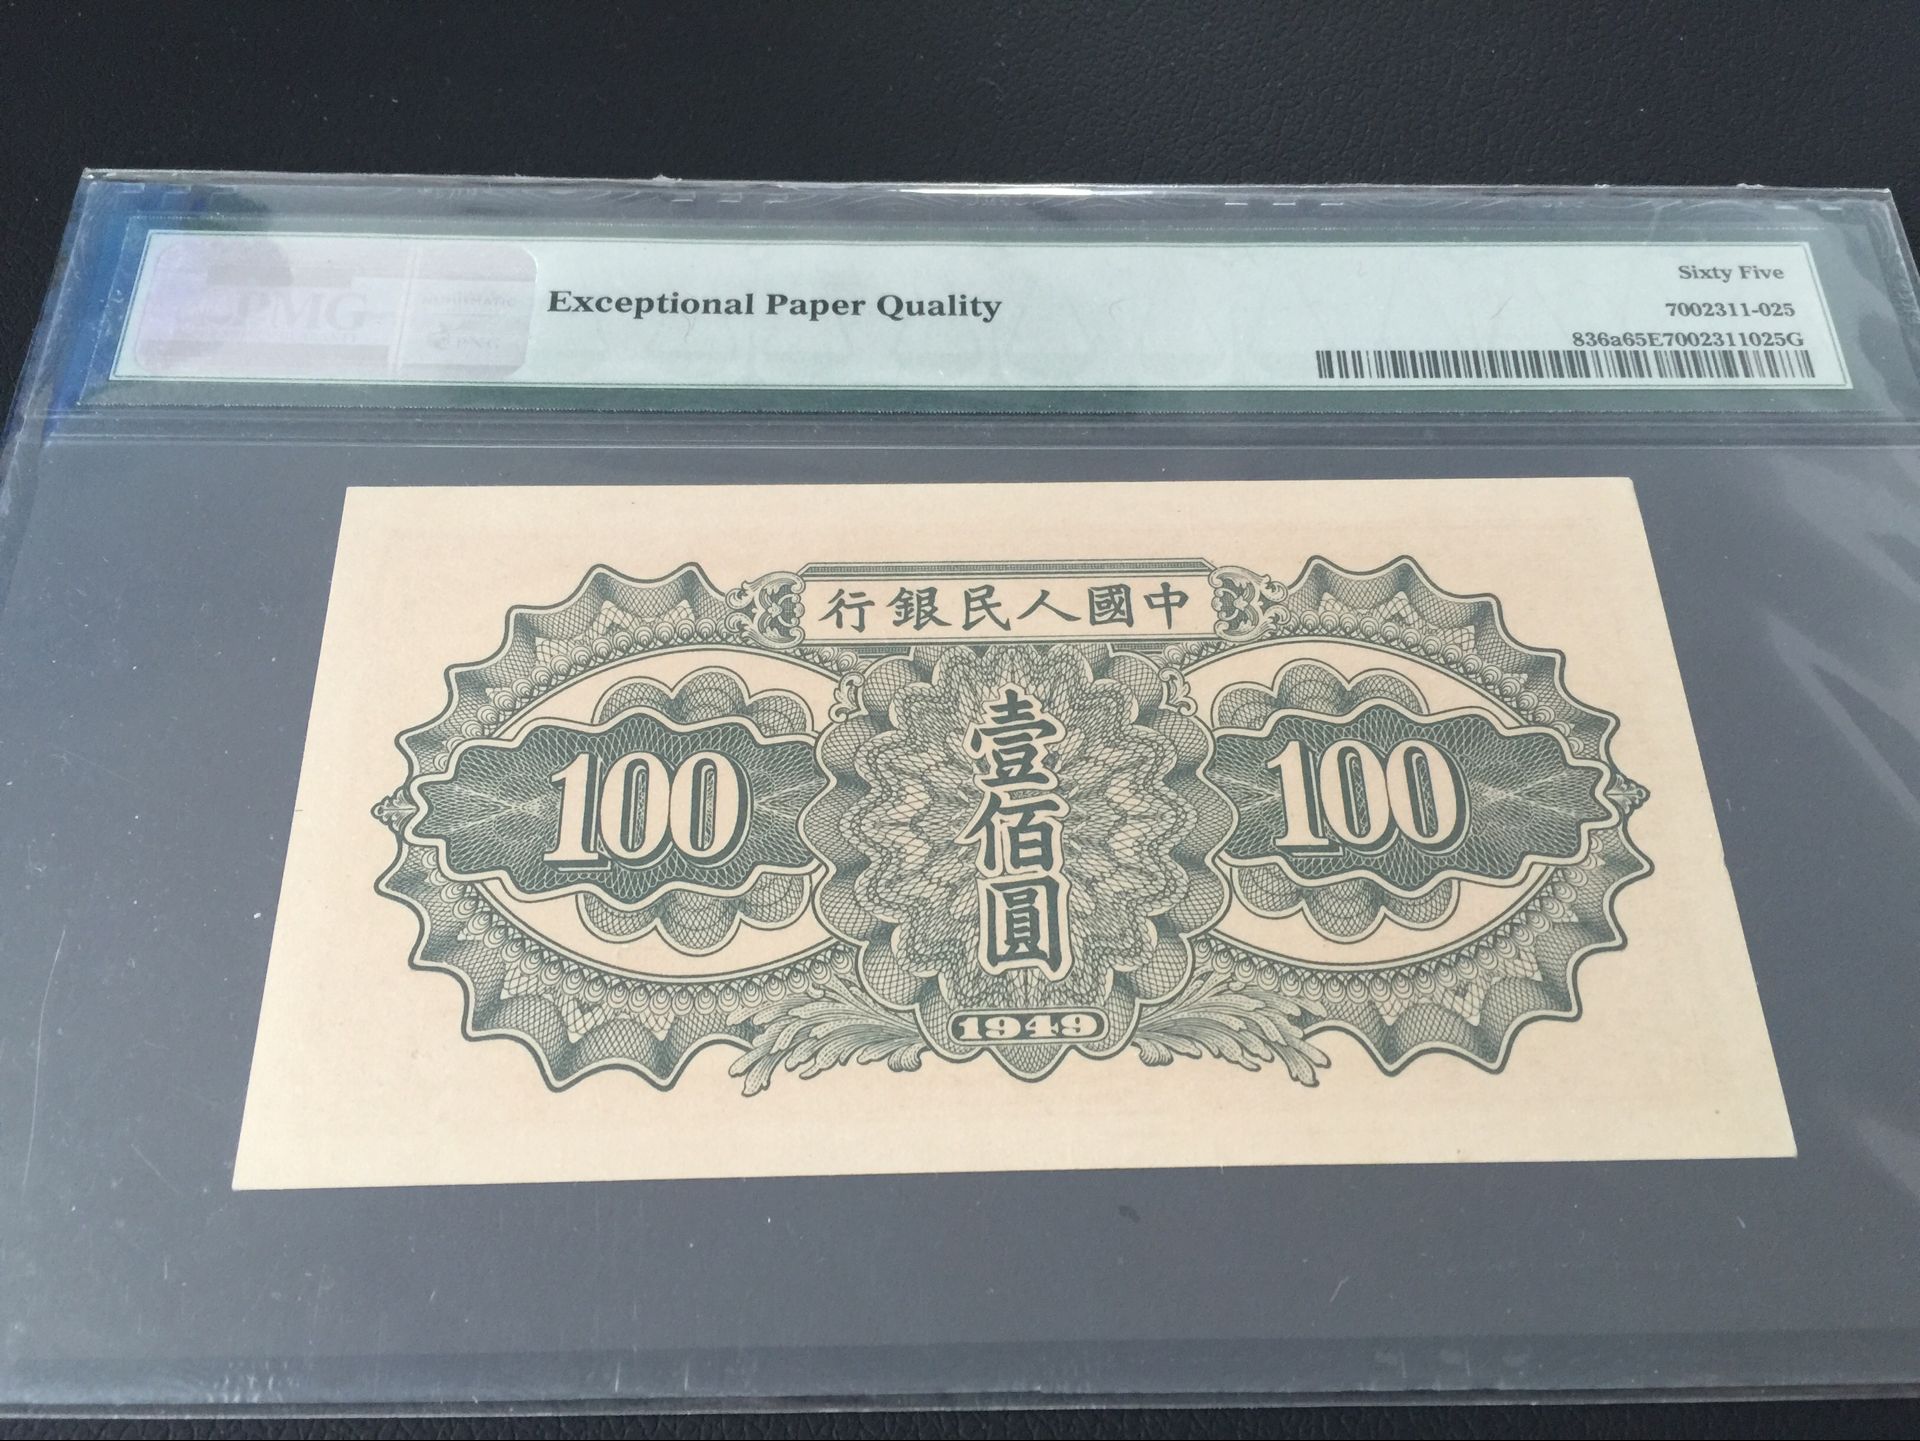 PMG
Exceptional Paper Quality
Sixty Five
7002311-025
836a65E7002311025G
行銀民人國中
100
壹佰圓
100
1949